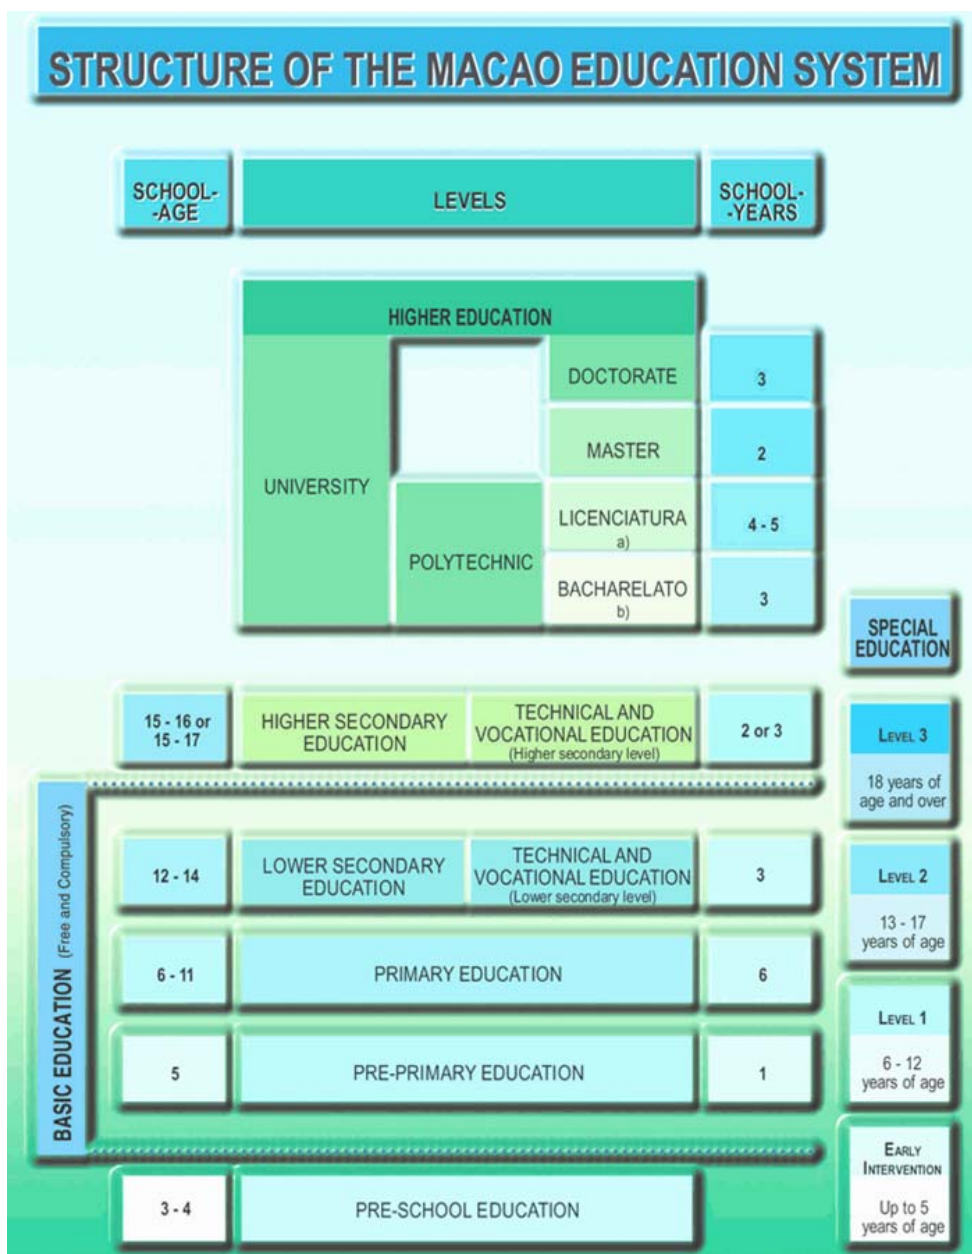 STRUCTURE OF THE MACAO EDUCATION SYSTEM
SCHOOL-
-AGE
LEVELS
SCHOOL-
-YEARS
HIGHER EDUCATION
UNIVERSITY
POLYTECHNIC
DOCTORATE
3
MASTER
2
LICENCIATURA
a)
4 - 5
BACHARELATO
b)
3
SPECIAL
EDUCATION
15 - 16 or
15 - 17
HIGHER SECONDARY
EDUCATION
TECHNICAL AND
VOCATIONAL EDUCATION
(Higher secondary level)
2 or 3
LEVEL 3
18 years of
age and over
BASIC EDUCATION (Free and Compulsory)
12 - 14
LOWER SECONDARY
EDUCATION
TECHNICAL AND
VOCATIONAL EDUCATION
(Lower secondary level)
3
LEVEL 2
13 - 17
years of age
6 - 11
PRIMARY EDUCATION
6
LEVEL 1
6 - 12
years of age
5
PRE-PRIMARY EDUCATION
1
EARLY
INTERVENTION
Up to 5
years of age
3 - 4
PRE-SCHOOL EDUCATION